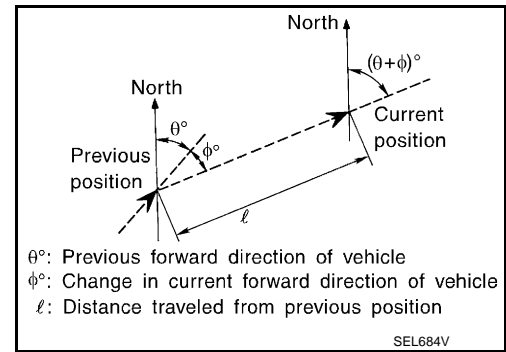 North
(θ+ϕ)°
North
θ°
ϕ°
Current
position
Previous
position
ℓ
θ°: Previous forward direction of vehicle
ϕ°: Change in current forward direction of vehicle
ℓ: Distance traveled from previous position
SEL684V